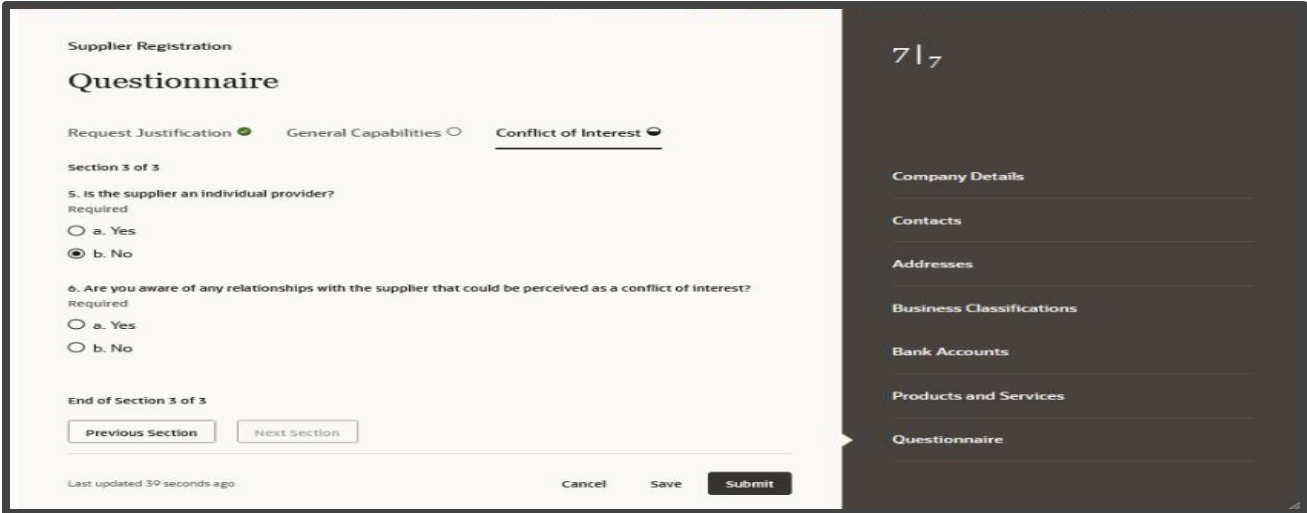 Supplier Registration
Questionnaire
Request Justification General Capabilities Conflict of Interest
Section 3 of 3
5. Is the supplier an individual provider?
Required
a. Yes
b. No
6. Are you aware of any relationships with the supplier that could be perceived as a conflict of interest?
Required
a. Yes
b. No
End of Section 3 of 3
Previous Section Next Section
Last updated 39 seconds ago Cancel Save Submit
7|7
Company Details
Contacts
Addresses
Business Classifications
Bank Accounts
Products and Services
Questionnaire